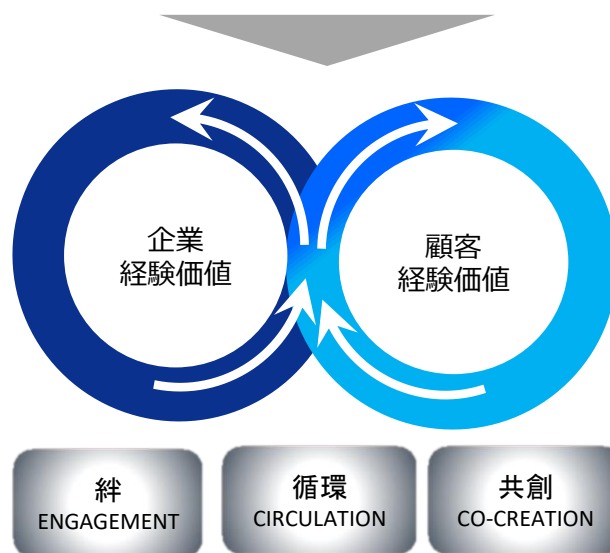 企業
経験価値
顧客
経験価値
絆
ENGAGEMENT
循環
CIRCULATION
共創
CO-CREATION